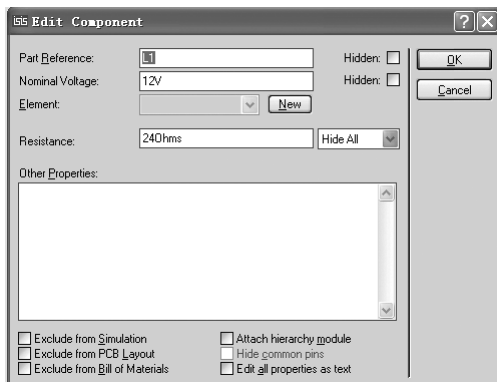 isis Edit Component
Part Reference: L1 Hidden: OK
Nominal Voltage: 12V Hidden: Cancel
Element: New
Resistance: 24Ohms Hide All
Other Properties:
Exclude from Simulation Attach hierarchy module
Exclude from PCB Layout Hide common pins
Exclude from Bill of Materials Edit all properties as text